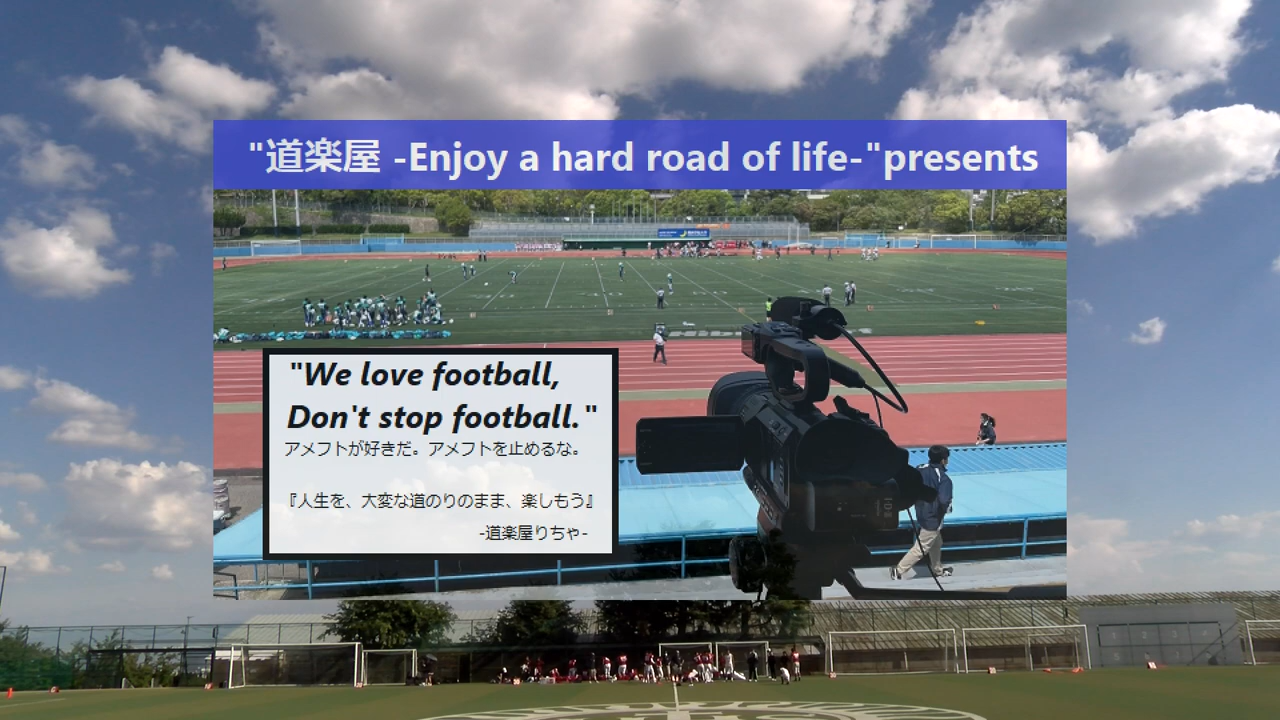 "道楽屋 -Enjoy a hard road of life-"presents
"We love football,
Don't stop football."
アメフトが好きだ。アメフトを止めるな。
『人生を、大変な道のりのまま、楽しもう』
-道楽屋りちゃ-